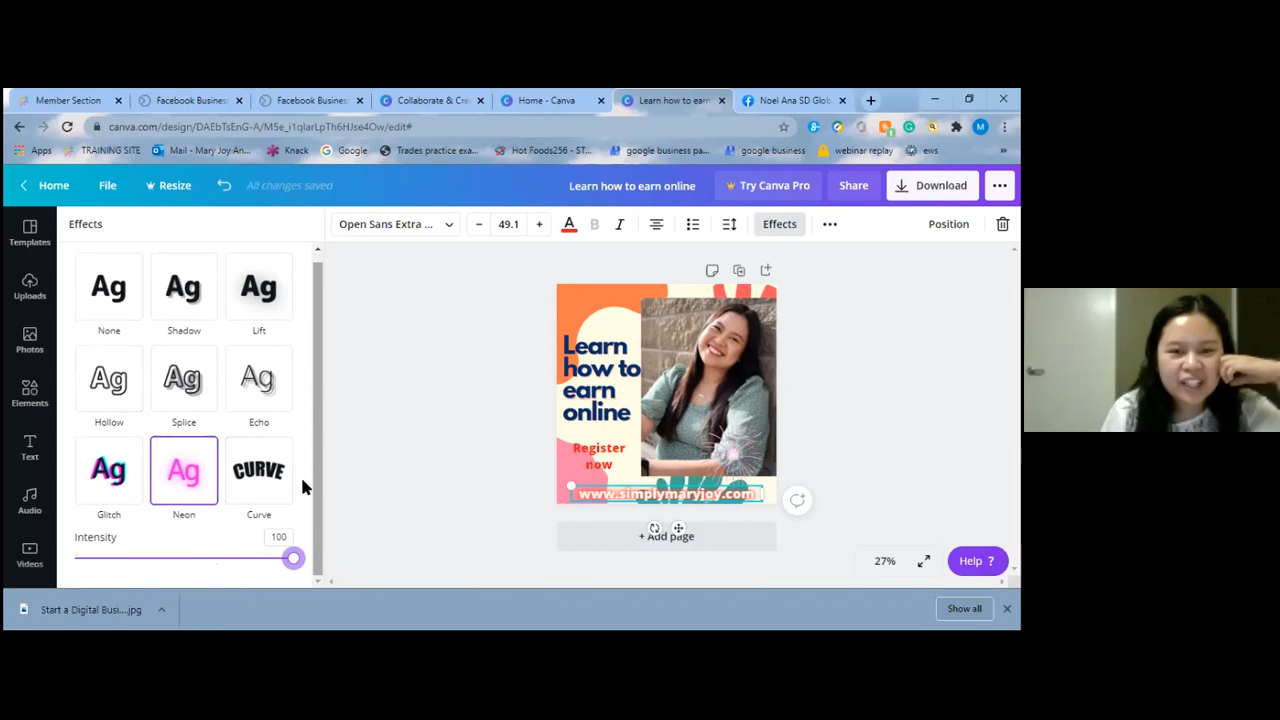 Member Section
Facebook Busines
Facebook Busines
Collaborate & Cre
Home - Canva
Learn how to earn
Noel Ana SD Glob
canva.com/design/DAEbTsEnG-A/M5e_i1qIarLpTh6HJse4Ow/edit#
Apps
TRAINING SITE
Mail - Mary Joy An...
Knack
Google
Trades practice exa...
Hot Foods256 - ST...
google business pa...
google business
webinar replay
ews
Home
File
Resize
All changes saved
Learn how to earn online
Try Canva Pro
Share
Download
Effects
Open Sans Extra ...
49.1
A
B
I
Effects
Position
Templates
Uploads
Photos
Elements
Text
Audio
Videos
Ag
Ag
Ag
None
Shadow
Lift
Ag
Ag
Ag
Hollow
Splice
Echo
Ag
Ag
CURVE
Glitch
Neon
Curve
Intensity
100
Learn
how to
earn
online
Register
now
www.simplymaryjoy.com
+ Add page
27%
Help ?
Start a Digital Busi....jpg
Show all